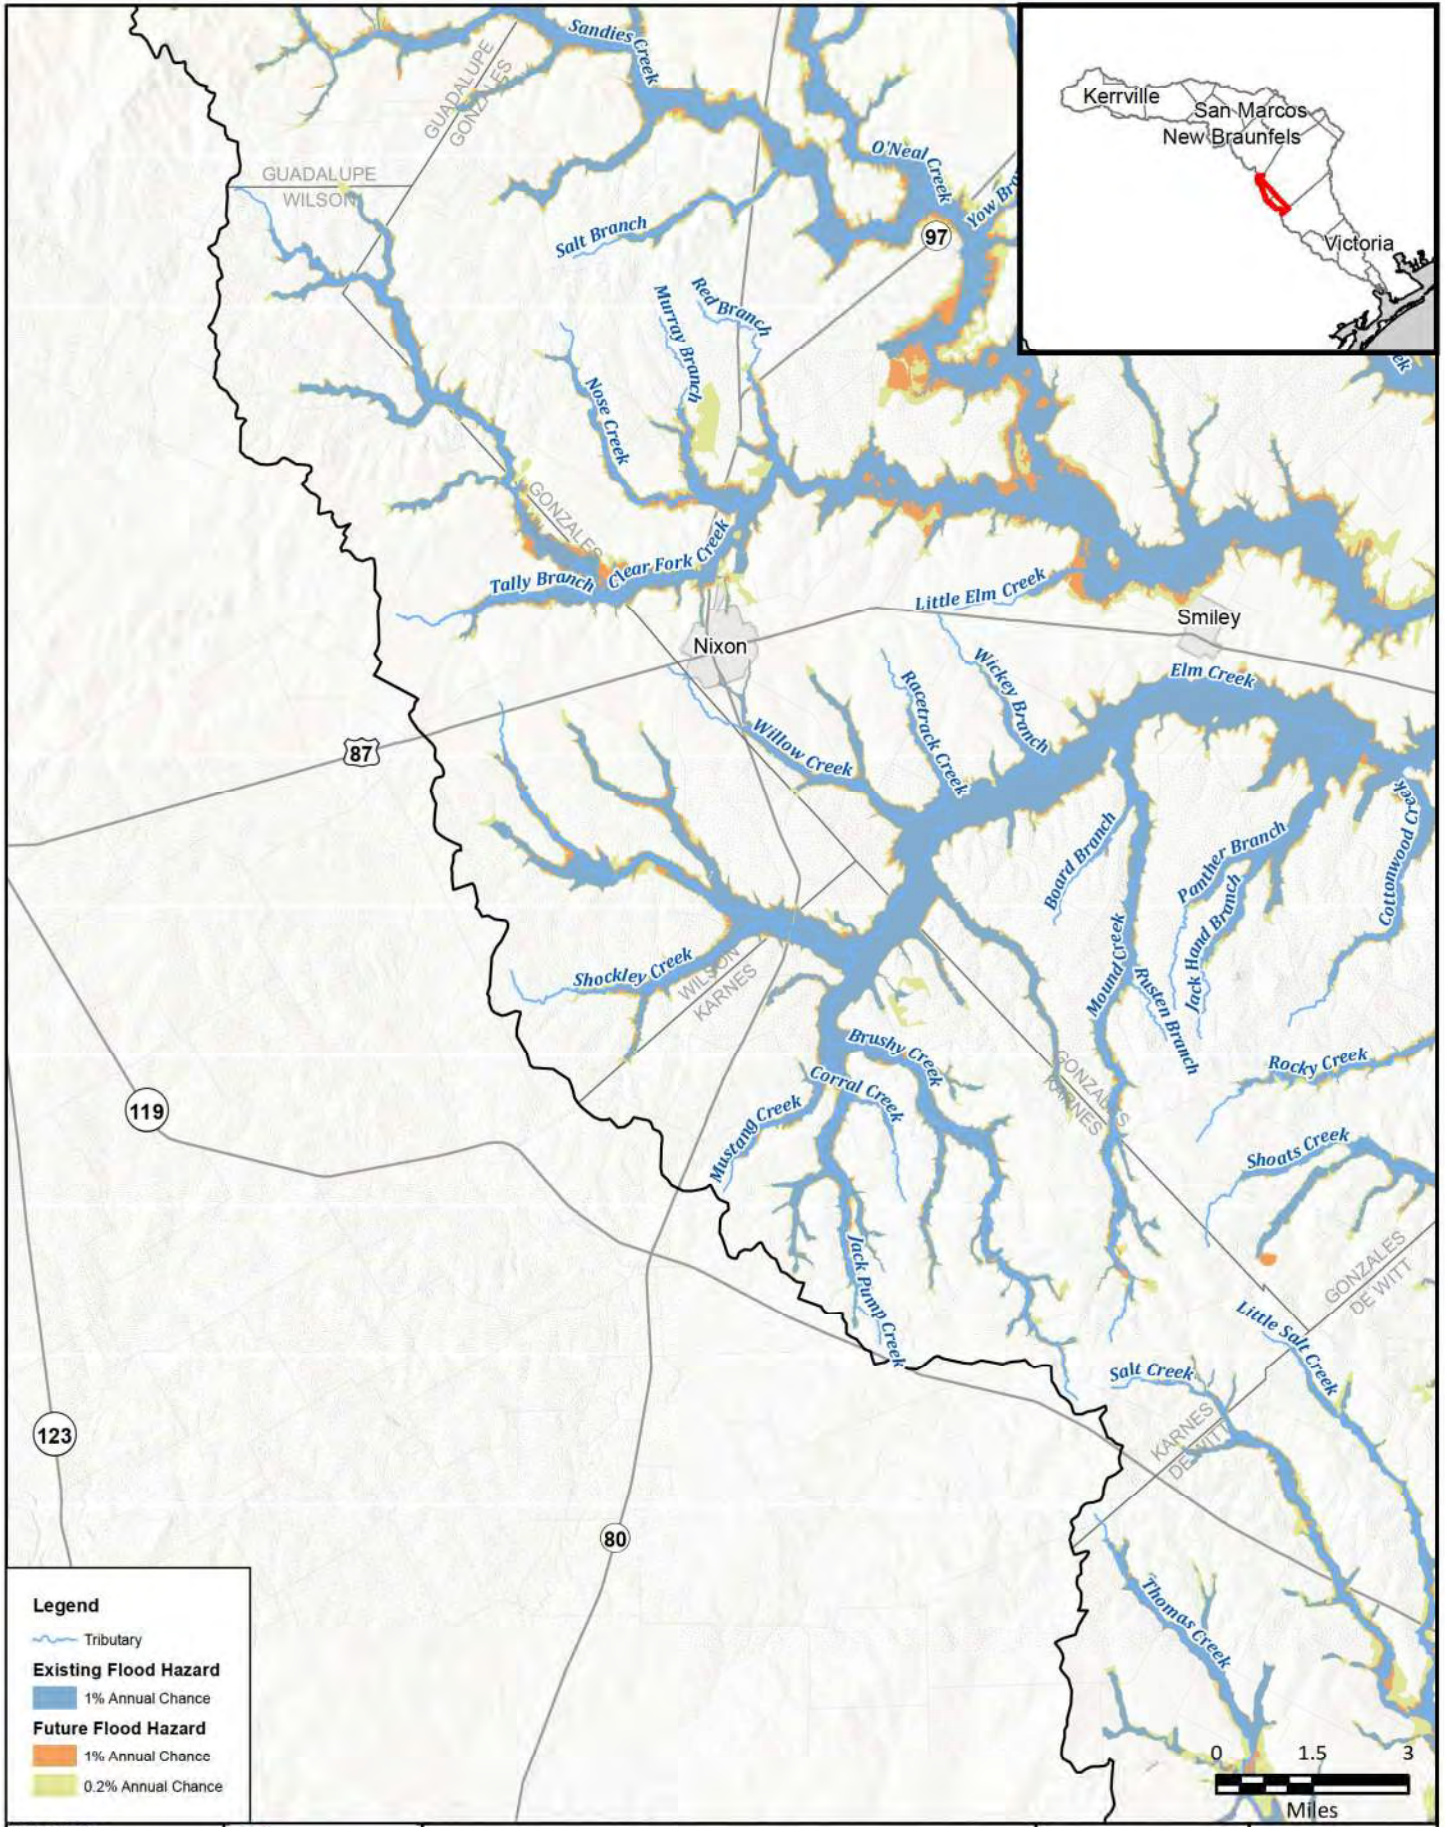 Sandies Creek
GUADALUPE
GONZALES
Kerrville
San Marcos
New Braunfels
Victoria
O'Neal Creek
GUADALUPE
WILSON
Yow Bra
Salt Branch
97
Red Branch
Murray Branch
ek
Nose Creek
GONZALES
Clear Fork Creek
Tally Branch
Little Elm Creek
Smiley
Nixon
Elm Creek
Wickey Branch
Racetrack Creek
87
Willow Creek
Board Branch
Panther Branch
Cottonwood Creek
Jack Hand Branch
Mound Creek
Rusten Branch
Shockley Creek
WILSON
KARNES
Brushy Creek
Corral Creek
Mustang Creek
GONZALES
KARNES
Rocky Creek
119
Shoats Creek
Jack Pump Creek
GONZALES
DE WITT
Little Salt Creek
Salt Creek
KARNES
DE WITT
123
80
Thomas Creek
Legend
Tributary
Existing Flood Hazard
1% Annual Chance
Future Flood Hazard
1% Annual Chance
0.2% Annual Chance
0 1.5 3
Miles